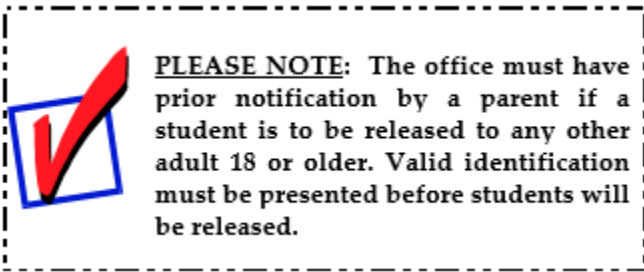 PLEASE NOTE: The office must have
prior notification by a parent if a
student is to be released to any other
adult 18 or older. Valid identification
must be presented before students will
be released.